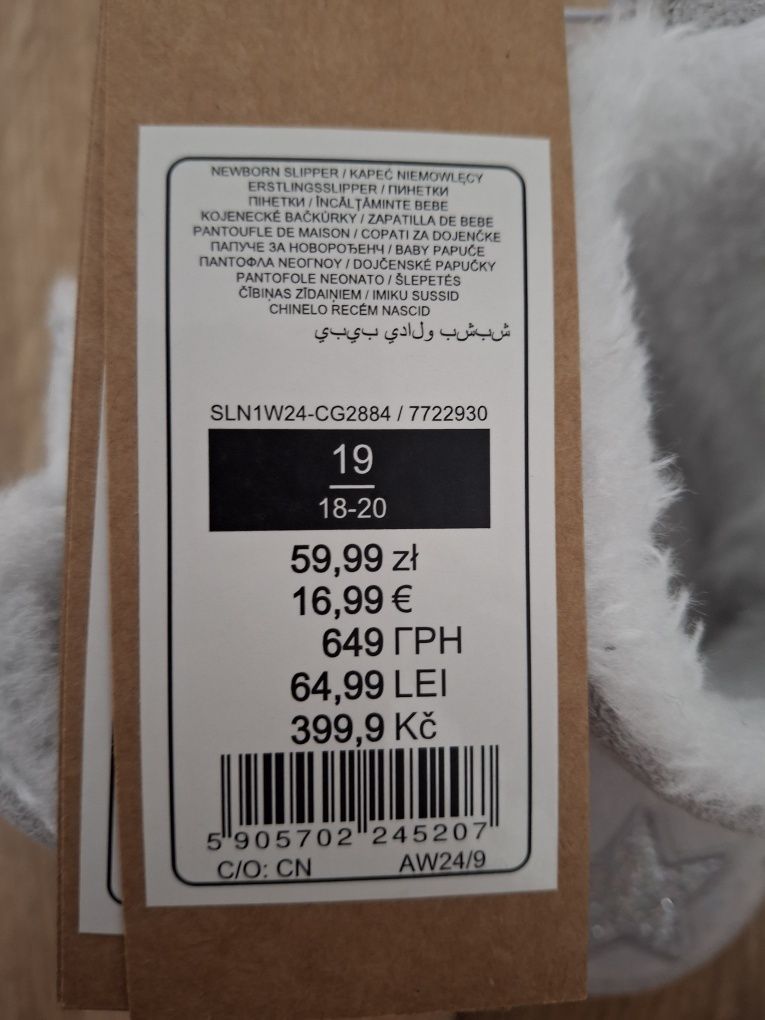 NEWBORN SLIPPER / KAPEĆ NIEMOWLĘCY
ERSTLINGSSLIPPER / ПИНЕТКИ
ПІНЕТКИ / ÎNCĂLȚĂMINTE BEBE
KOJENECKÉ BAČKŮRKY / ZAPATILLA DE BEBE
PANTOUFLE DE MAISON / COPATI ZA DOJENČKE
ПАПУЧЕ ЗА НОВОРОЂЕНЧ / BABY PAPUČE
ΠΑΝΤΟΦΛΑ ΝΕΟΓΝΟΥ / DOJČENSKÉ PAPUČKY
PANTOFOLE NEONATO / ŠLEPETĖS
ČĪBIŅAS ZĪDAIŅIEM / IMIKU SUSSID
CHINELO RECÉM NASCID
شبشب ولادي بيبي
SLN1W24-CG2884 / 7722930
19
18-20
59,99 zł
16,99 €
649 ГРН
64,99 LEI
399,9 Kč
5 905702 245207
C/O: CN AW24/9